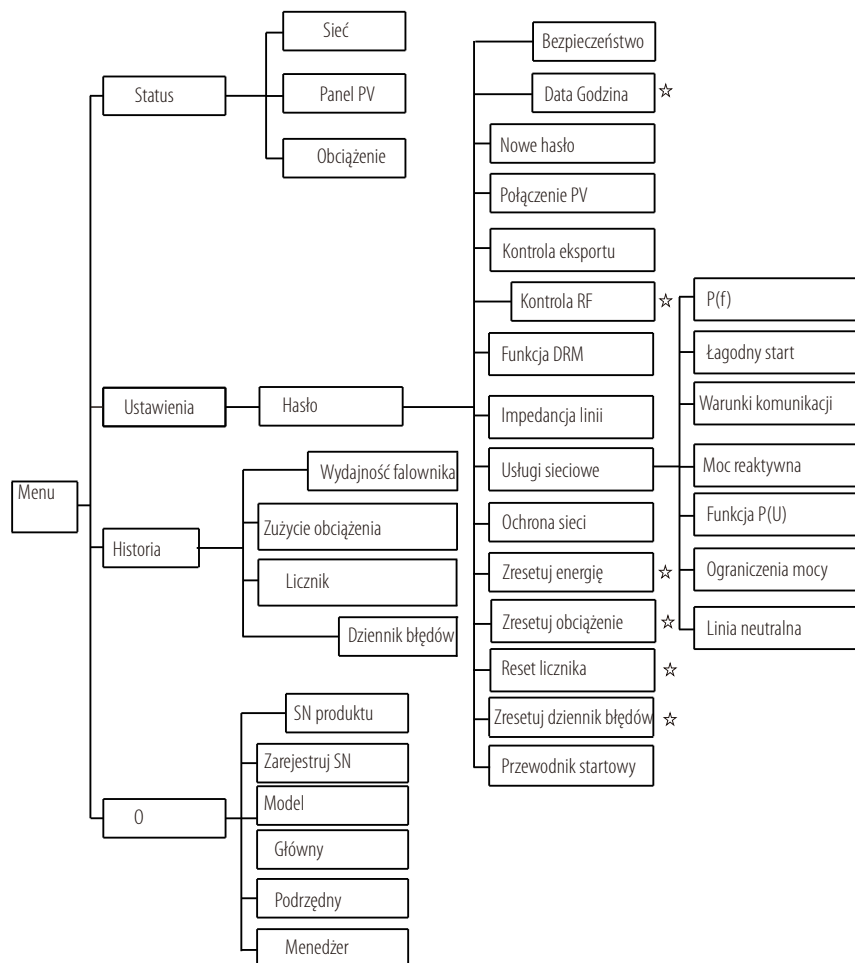 Menu
Status
Sieć
Panel PV
Obciążenie
Ustawienia
Hasło
Bezpieczeństwo
Data Godzina ☆
Nowe hasło
Połączenie PV
Kontrola eksportu
Kontrola RF ☆
Funkcja DRM
Impedancja linii
Usługi sieciowe
P(f)
Łagodny start
Warunki komunikacji
Moc reaktywna
Funkcja P(U)
Ograniczenia mocy
Linia neutralna
Ochrona sieci
Zresetuj energię ☆
Zresetuj obciążenie ☆
Reset licznika ☆
Zresetuj dziennik błędów ☆
Przewodnik startowy
Historia
Wydajność falownika
Zużycie obciążenia
Licznik
Dziennik błędów
O
SN produktu
Zarejestruj SN
Model
Główny
Podrzędny
Menedżer